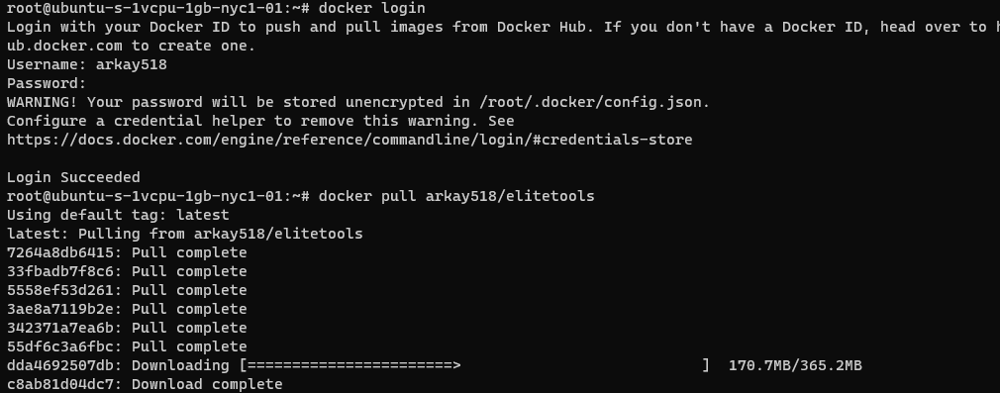 root@ubuntu-s-1vcpu-1gb-nyc1-01:~# docker login
Login with your Docker ID to push and pull images from Docker Hub. If you don't have a Docker ID, head over to h
ub.docker.com to create one.
Username: arkay518
Password:
WARNING! Your password will be stored unencrypted in /root/.docker/config.json.
Configure a credential helper to remove this warning. See
https://docs.docker.com/engine/reference/commandline/login/#credentials-store
Login Succeeded
root@ubuntu-s-1vcpu-1gb-nyc1-01:~# docker pull arkay518/elitetools
Using default tag: latest
latest: Pulling from arkay518/elitetools
7264a8db6415: Pull complete
33fbadb7f8c6: Pull complete
5558ef53d261: Pull complete
3ae8a7119b2e: Pull complete
342371a7ea6b: Pull complete
55df6c3a6fbc: Pull complete
dda4692507db: Downloading [=======================>                           ]  170.7MB/365.2MB
c8ab81d04dc7: Download complete